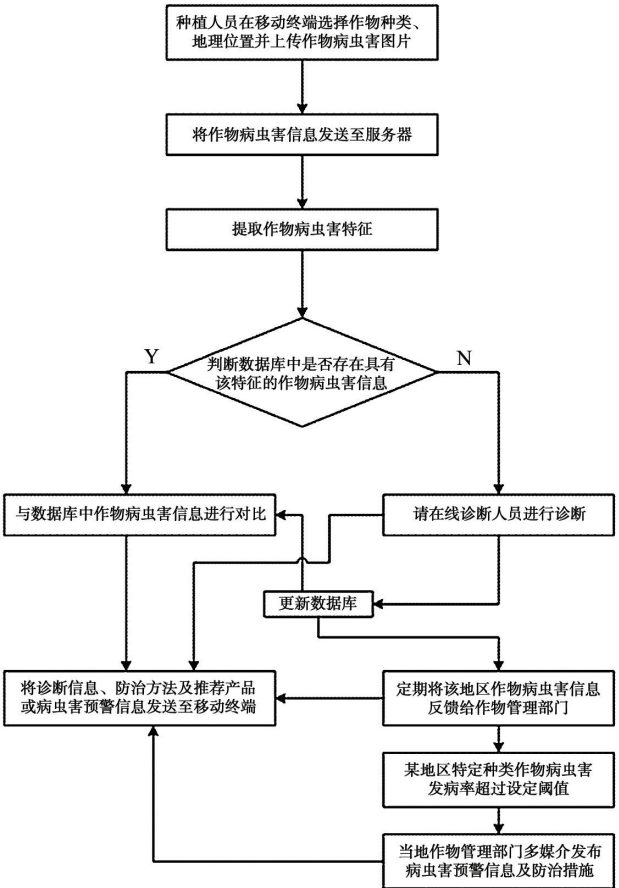 种植人员在移动终端选择作物种类、
地理位置并上传作物病虫害图片
将作物病虫害信息发送至服务器
提取作物病虫害特征
判断数据库中是否存在具有
该特征的作物病虫害信息
Y
N
与数据库中作物病虫害信息进行对比
请在线诊断人员进行诊断
更新数据库
将诊断信息、防治方法及推荐产品
或病虫害预警信息发送至移动终端
定期将该地区作物病虫害信息
反馈给作物管理部门
某地区特定种类作物病虫害
发病率超过设定阈值
当地作物管理部门多媒介发布
病虫害预警信息及防治措施